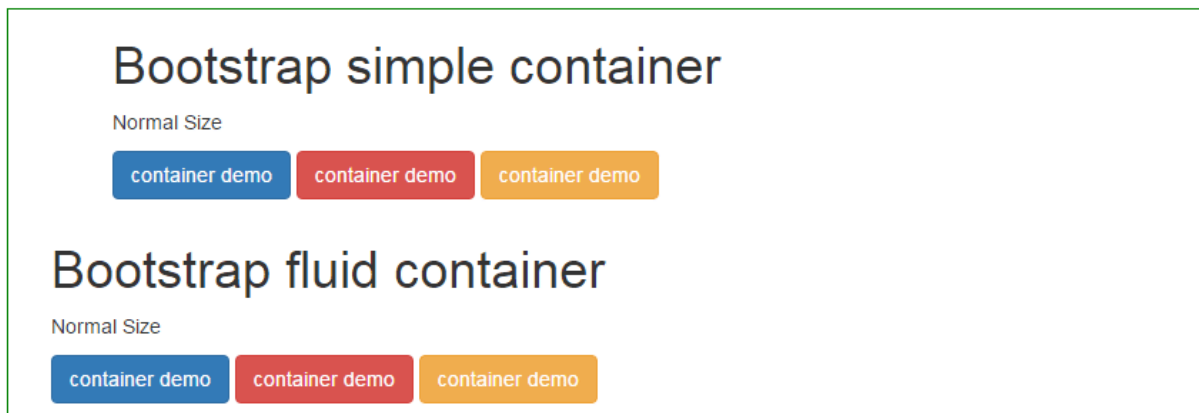 Bootstrap simple container
Normal Size
container demo container demo container demo
Bootstrap fluid container
Normal Size
container demo container demo container demo